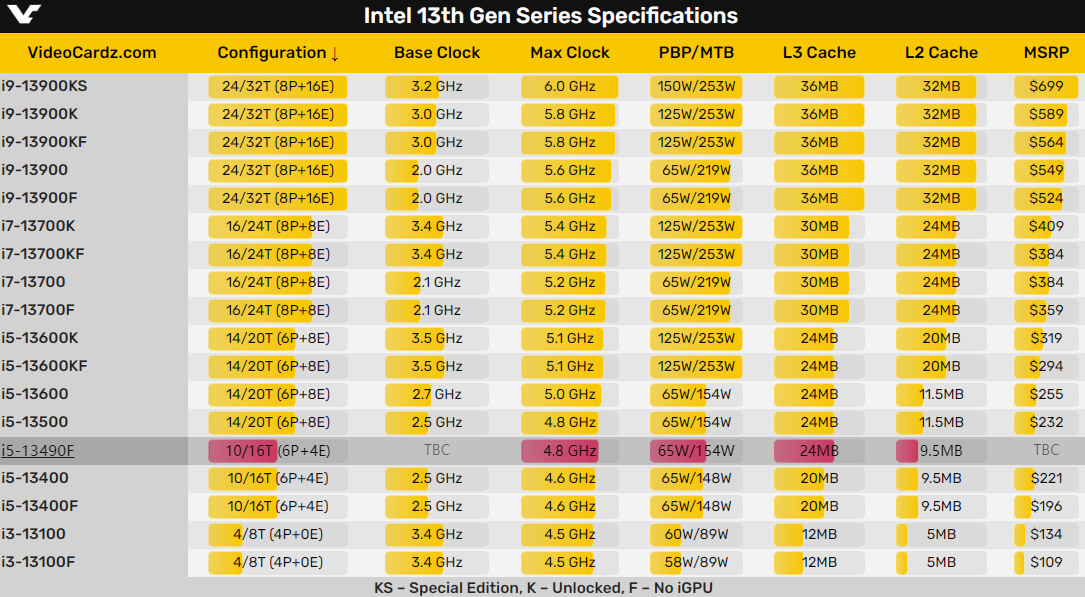 Intel 13th Gen Series Specifications
VideoCardz.com Configuration ↓ Base Clock Max Clock PBP/MTB L3 Cache L2 Cache MSRP
i9-13900KS 24/32T (8P+16E) 3.2 GHz 6.0 GHz 150W/253W 36MB 32MB $699
i9-13900K 24/32T (8P+16E) 3.0 GHz 5.8 GHz 125W/253W 36MB 32MB $589
i9-13900KF 24/32T (8P+16E) 3.0 GHz 5.8 GHz 125W/253W 36MB 32MB $564
i9-13900 24/32T (8P+16E) 2.0 GHz 5.6 GHz 65W/219W 36MB 32MB $549
i9-13900F 24/32T (8P+16E) 2.0 GHz 5.6 GHz 65W/219W 36MB 32MB $524
i7-13700K 16/24T (8P+8E) 3.4 GHz 5.4 GHz 125W/253W 30MB 24MB $409
i7-13700KF 16/24T (8P+8E) 3.4 GHz 5.4 GHz 125W/253W 30MB 24MB $384
i7-13700 16/24T (8P+8E) 2.1 GHz 5.2 GHz 65W/219W 30MB 24MB $384
i7-13700F 16/24T (8P+8E) 2.1 GHz 5.2 GHz 65W/219W 30MB 24MB $359
i5-13600K 14/20T (6P+8E) 3.5 GHz 5.1 GHz 125W/253W 24MB 20MB $319
i5-13600KF 14/20T (6P+8E) 3.5 GHz 5.1 GHz 125W/253W 24MB 20MB $294
i5-13600 14/20T (6P+8E) 2.7 GHz 5.0 GHz 65W/154W 24MB 11.5MB $255
i5-13500 14/20T (6P+8E) 2.5 GHz 4.8 GHz 65W/154W 24MB 11.5MB $232
i5-13490F 10/16T (6P+4E) TBC 4.8 GHz 65W/154W 24MB 9.5MB TBC
i5-13400 10/16T (6P+4E) 2.5 GHz 4.6 GHz 65W/148W 20MB 9.5MB $221
i5-13400F 10/16T (6P+4E) 2.5 GHz 4.6 GHz 65W/148W 20MB 9.5MB $196
i3-13100 4/8T (4P+0E) 3.4 GHz 4.5 GHz 60W/89W 12MB 5MB $134
i3-13100F 4/8T (4P+0E) 3.4 GHz 4.5 GHz 58W/89W 12MB 5MB $109
KS – Special Edition, K – Unlocked, F – No iGPU